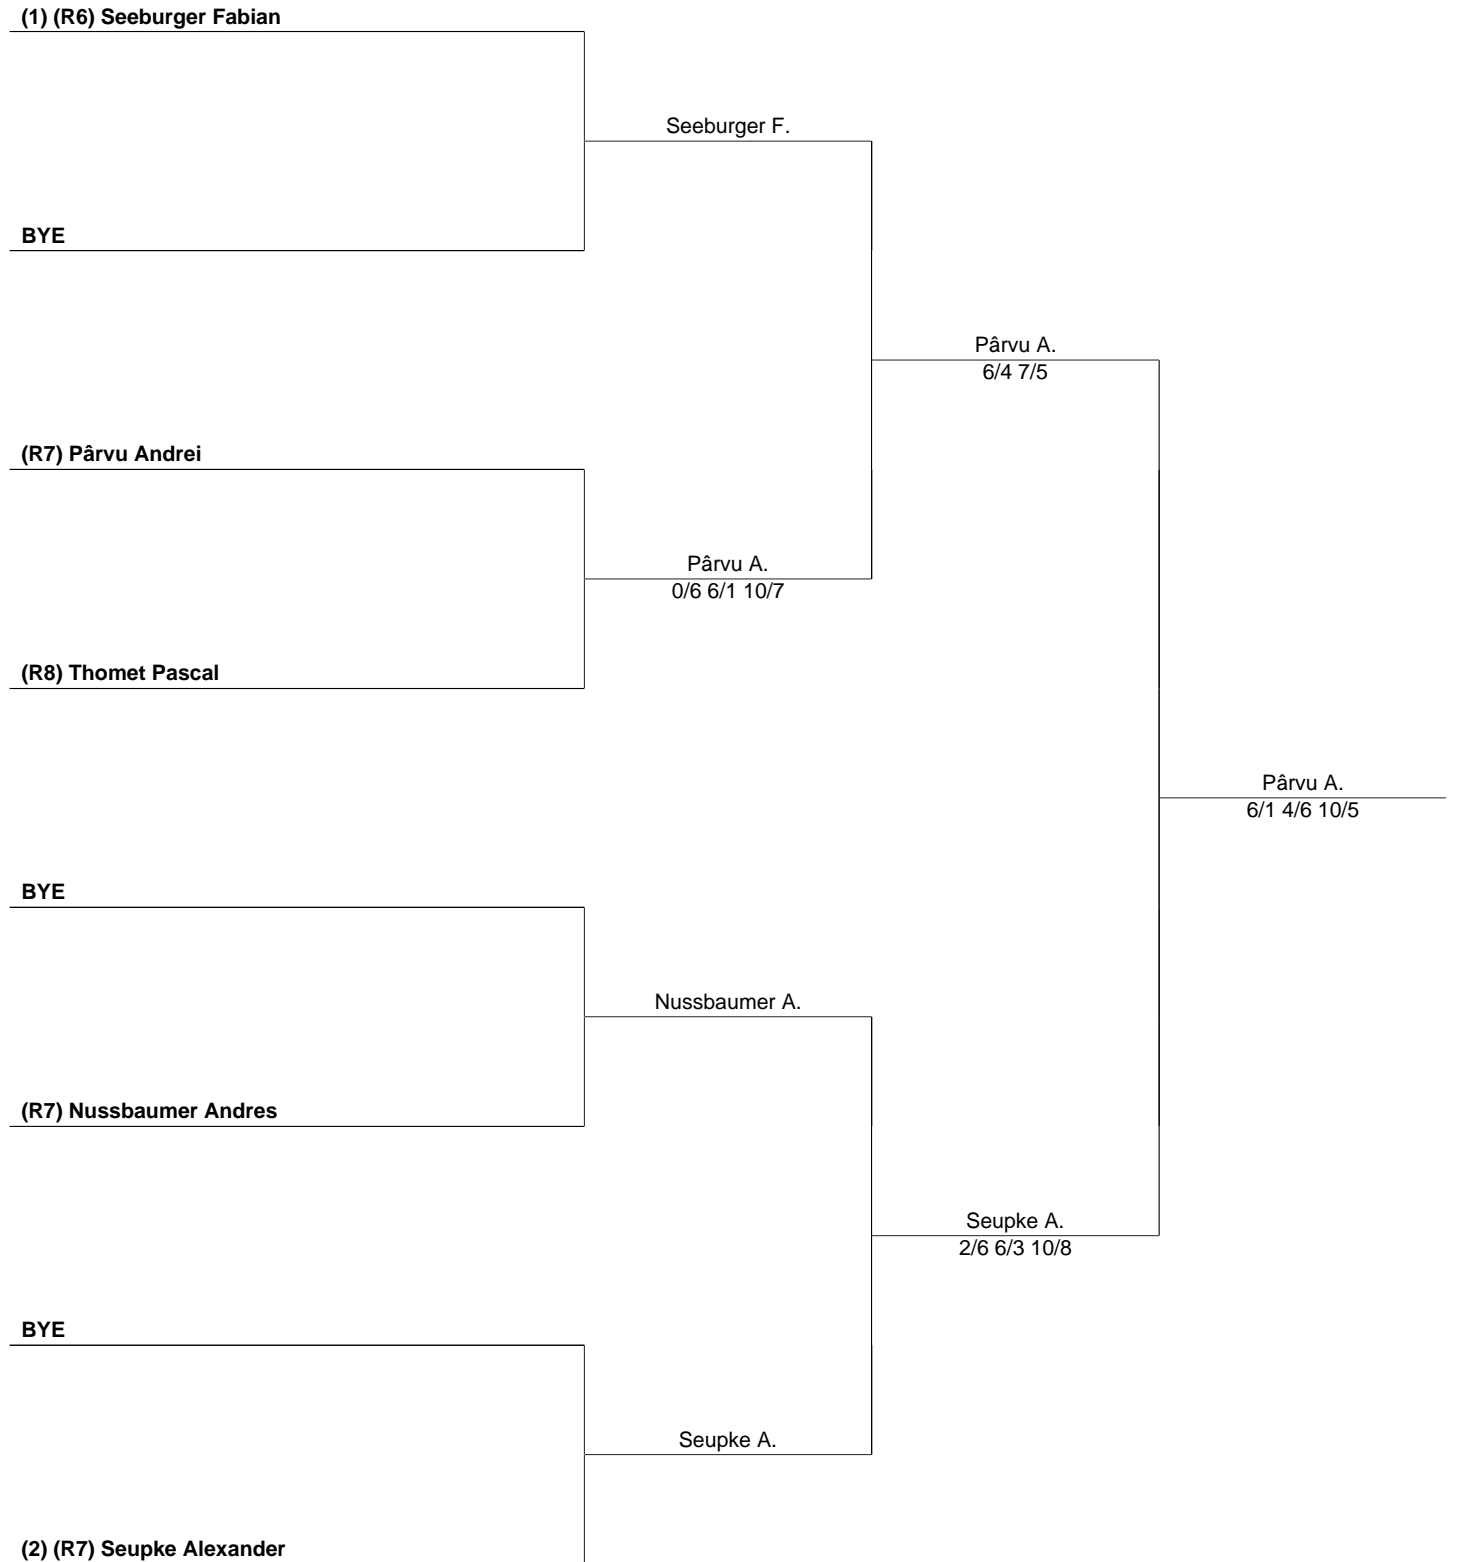 (1) (R6) Seeburger Fabian
Seeburger F.
BYE
Pârvu A.
6/4 7/5
(R7) Pârvu Andrei
Pârvu A.
0/6 6/1 10/7
(R8) Thomet Pascal
Pârvu A.
6/1 4/6 10/5
BYE
Nussbaumer A.
(R7) Nussbaumer Andres
Seupke A.
2/6 6/3 10/8
BYE
Seupke A.
(2) (R7) Seupke Alexander